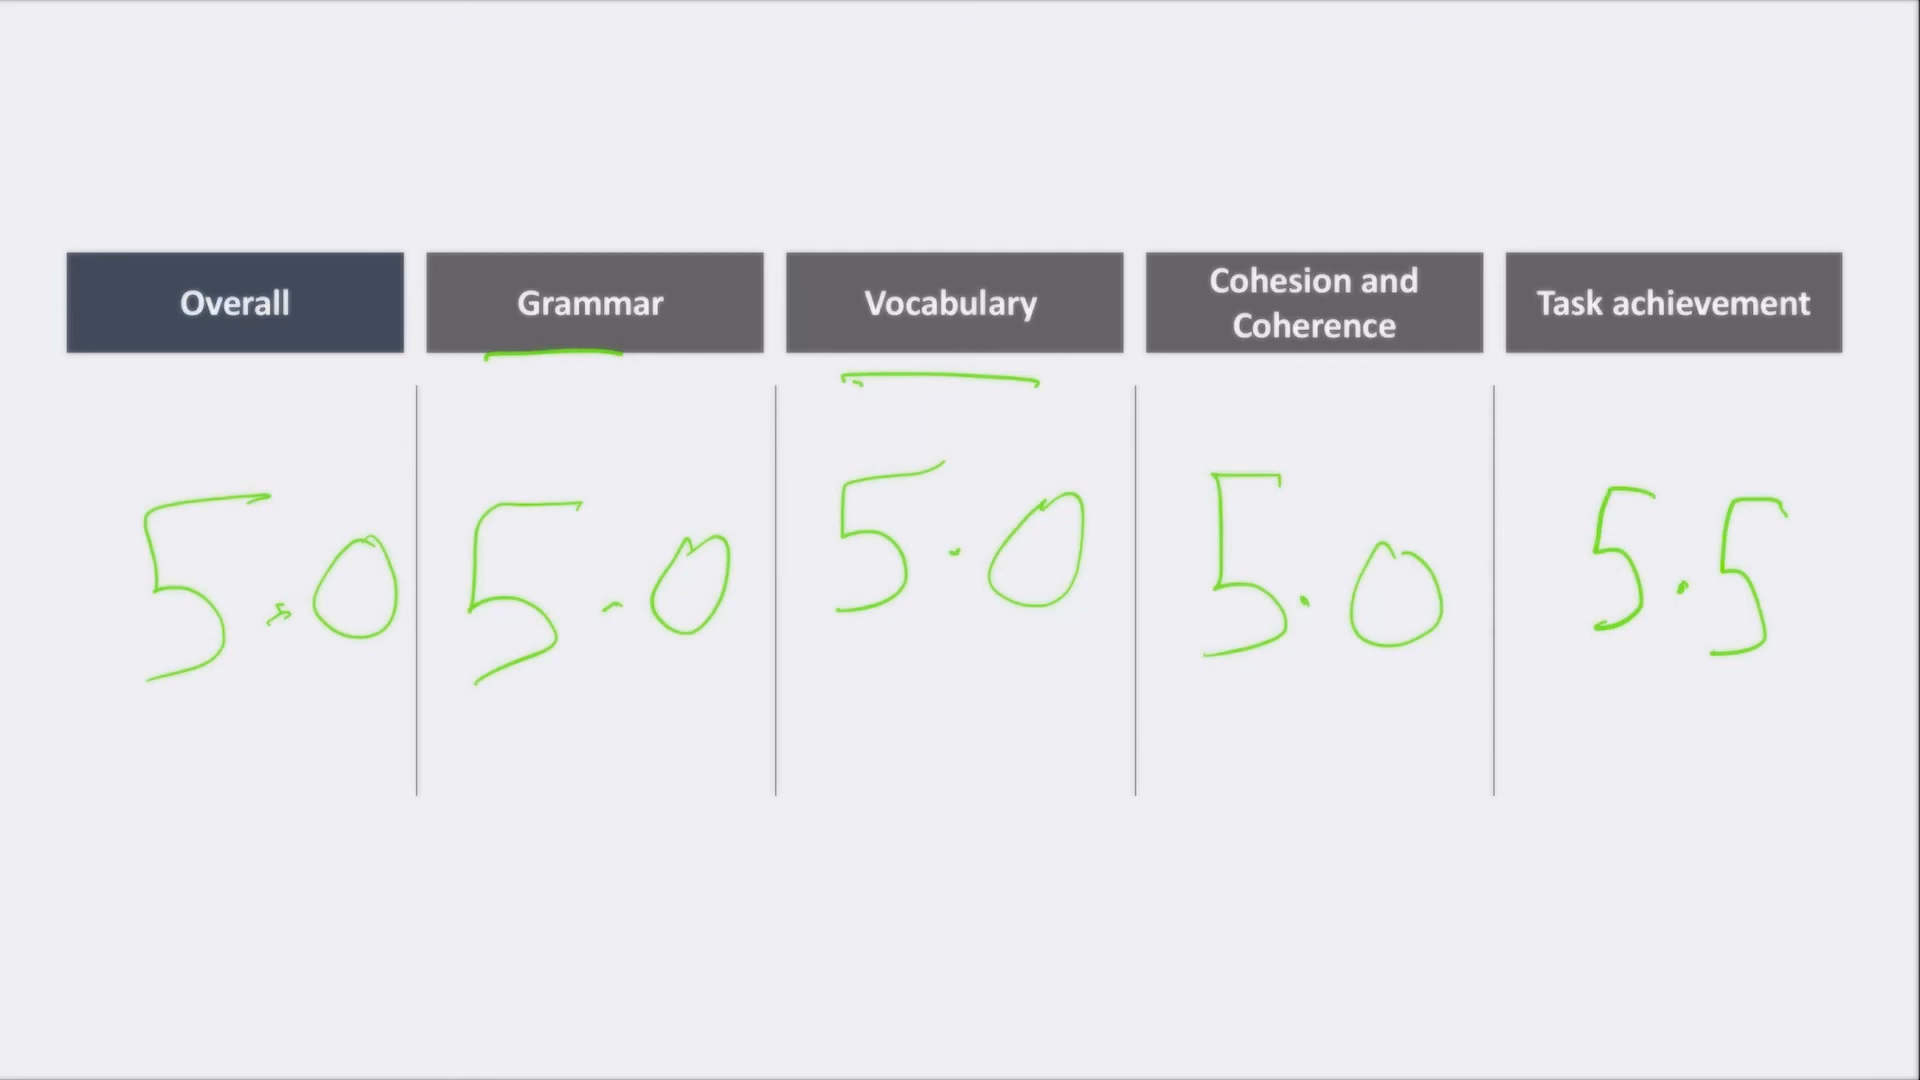 Overall
Grammar
Vocabulary
Cohesion and
Coherence
Task achievement
5.0
5.0
5.0
5.0
5.5